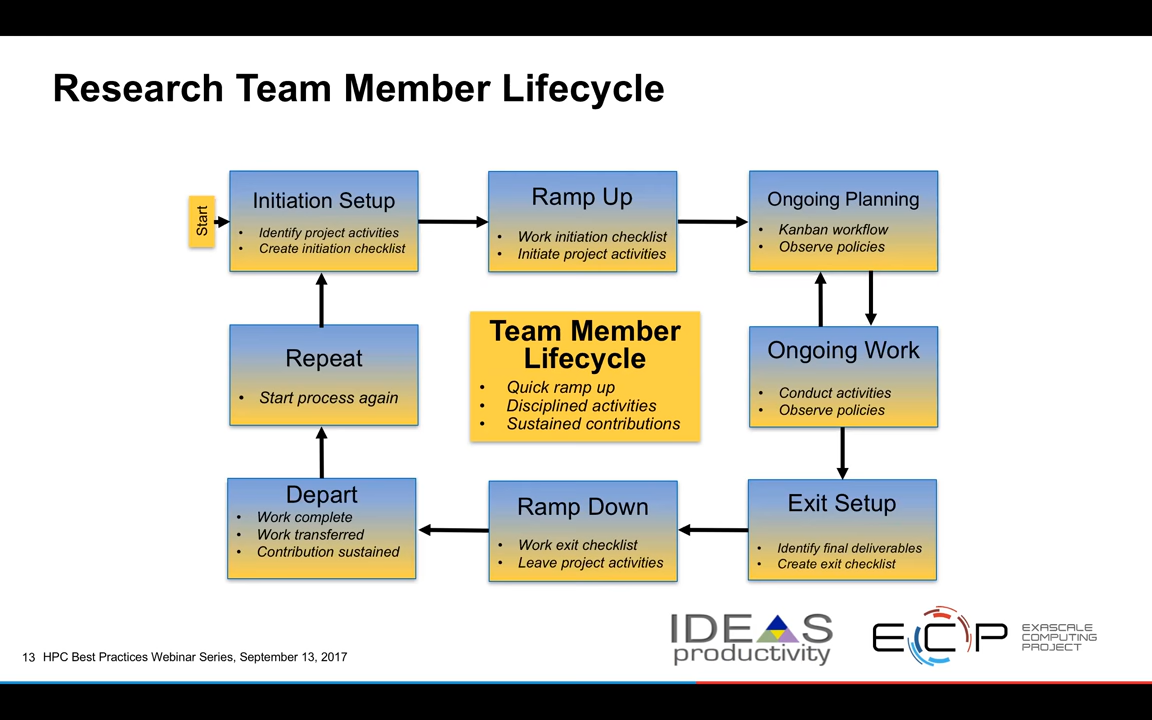 Research Team Member Lifecycle
Start
Initiation Setup
• Identify project activities
• Create initiation checklist
Ramp Up
• Work initiation checklist
• Initiate project activities
Ongoing Planning
• Kanban workflow
• Observe policies
Repeat
• Start process again
Team Member
Lifecycle
• Quick ramp up
• Disciplined activities
• Sustained contributions
Ongoing Work
• Conduct activities
• Observe policies
Depart
• Work complete
• Work transferred
• Contribution sustained
Ramp Down
• Work exit checklist
• Leave project activities
Exit Setup
• Identify final deliverables
• Create exit checklist
IDEAS
productivity
ECP
EXASCALE
COMPUTING
PROJECT
13 HPC Best Practices Webinar Series, September 13, 2017